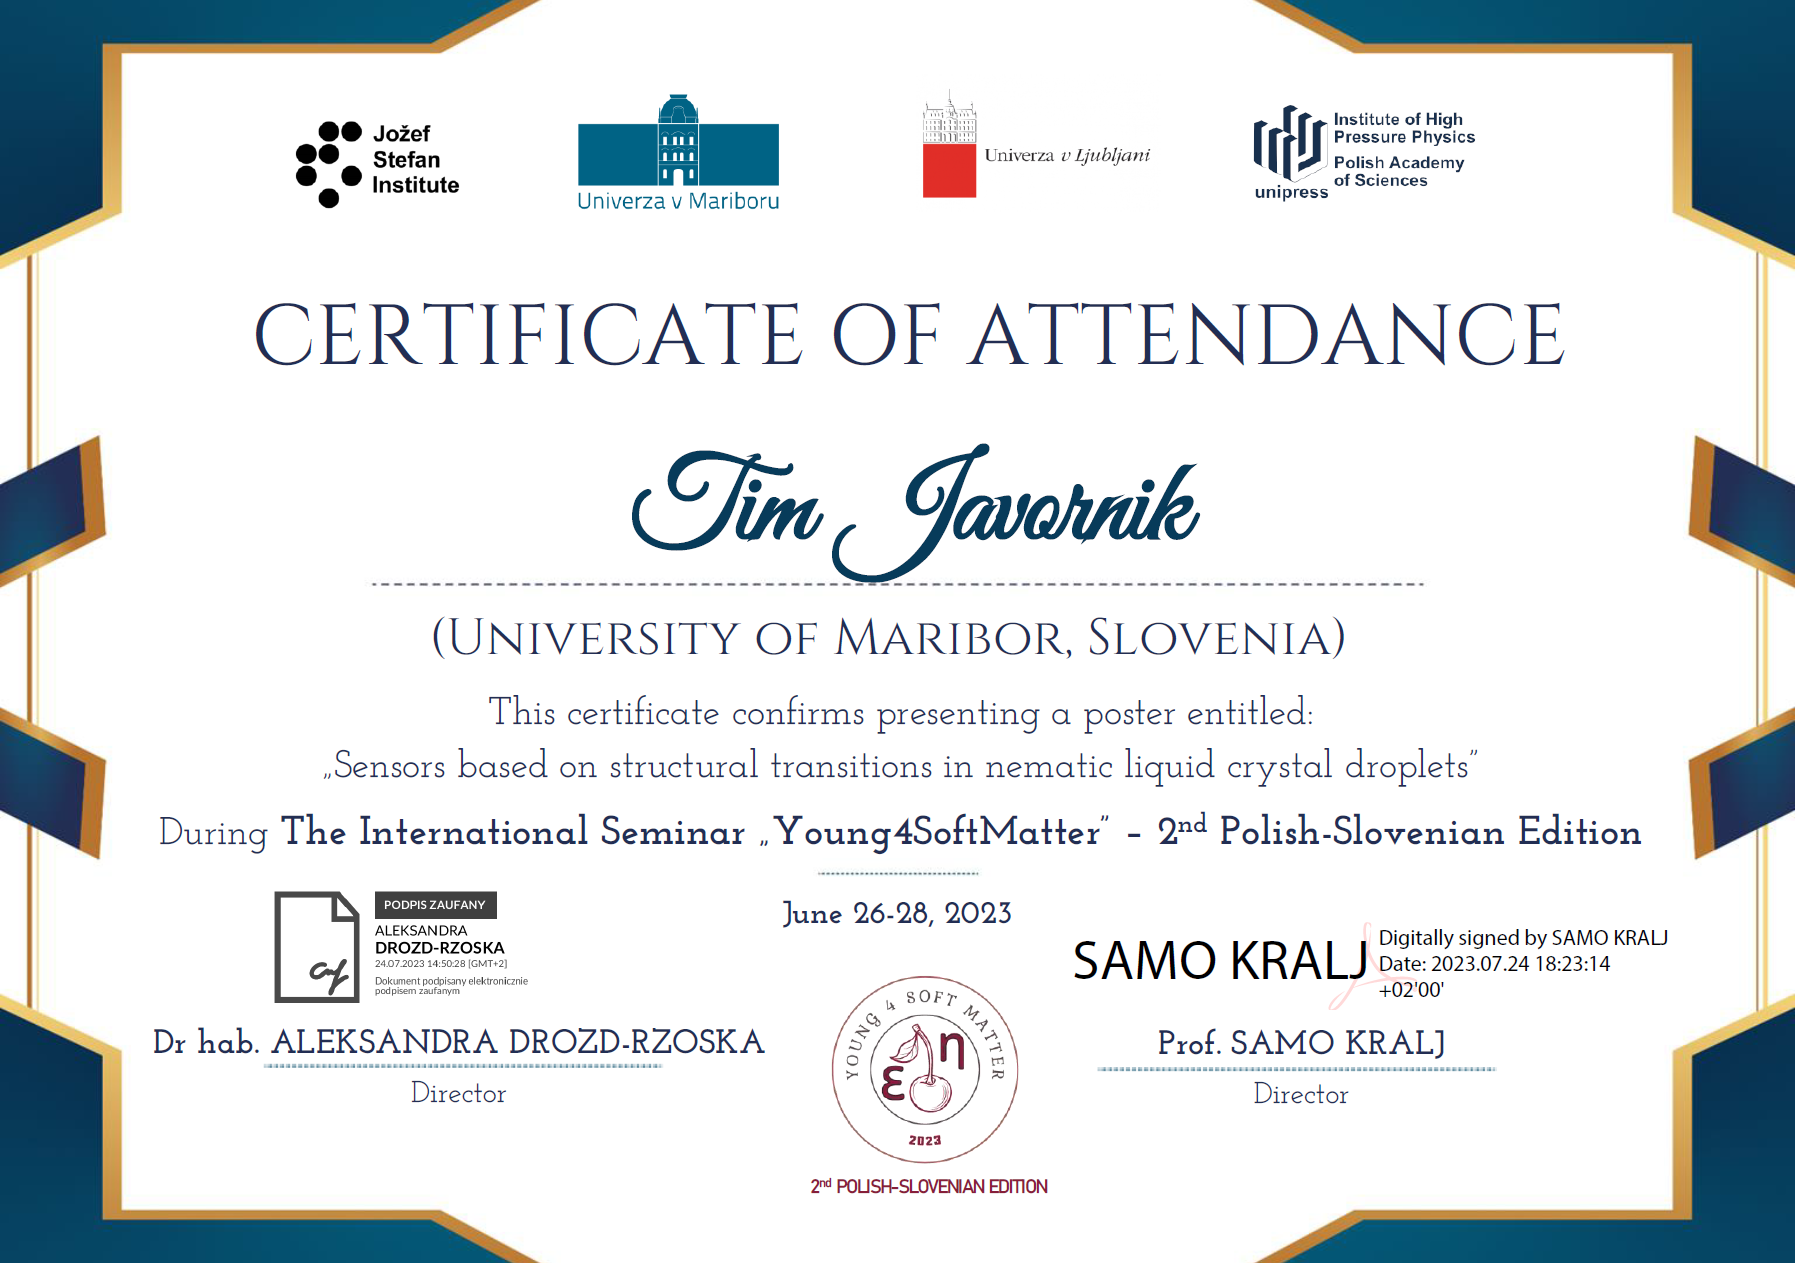 Jožef
Stefan
Institute
Univerza v Mariboru
Univerza v Ljubljani
Institute of High
Pressure Physics
Polish Academy
of Sciences
unipress
CERTIFICATE OF ATTENDANCE
Tim Javornik
(University of Maribor, Slovenia)
This certificate confirms presenting a poster entitled:
„Sensors based on structural transitions in nematic liquid crystal droplets”
During The International Seminar „Young4SoftMatter” – 2nd Polish-Slovenian Edition
June 26-28, 2023
PODPIS ZAUFANY
ALEKSANDRA
DROZD-RZOSKA
24.07.2023 14:50:28 [GMT+2]
Dokument podpisany elektronicznie
podpisem zaufanym
SAMO KRALJ
Digitally signed by SAMO KRALJ
Date: 2023.07.24 18:23:14
+02'00'
Dr hab. ALEKSANDRA DROZD-RZOSKA
Director
Prof. SAMO KRALJ
Director
YOUNG 4 SOFT MATTER
ε n
2023
2nd POLISH-SLOVENIAN EDITION